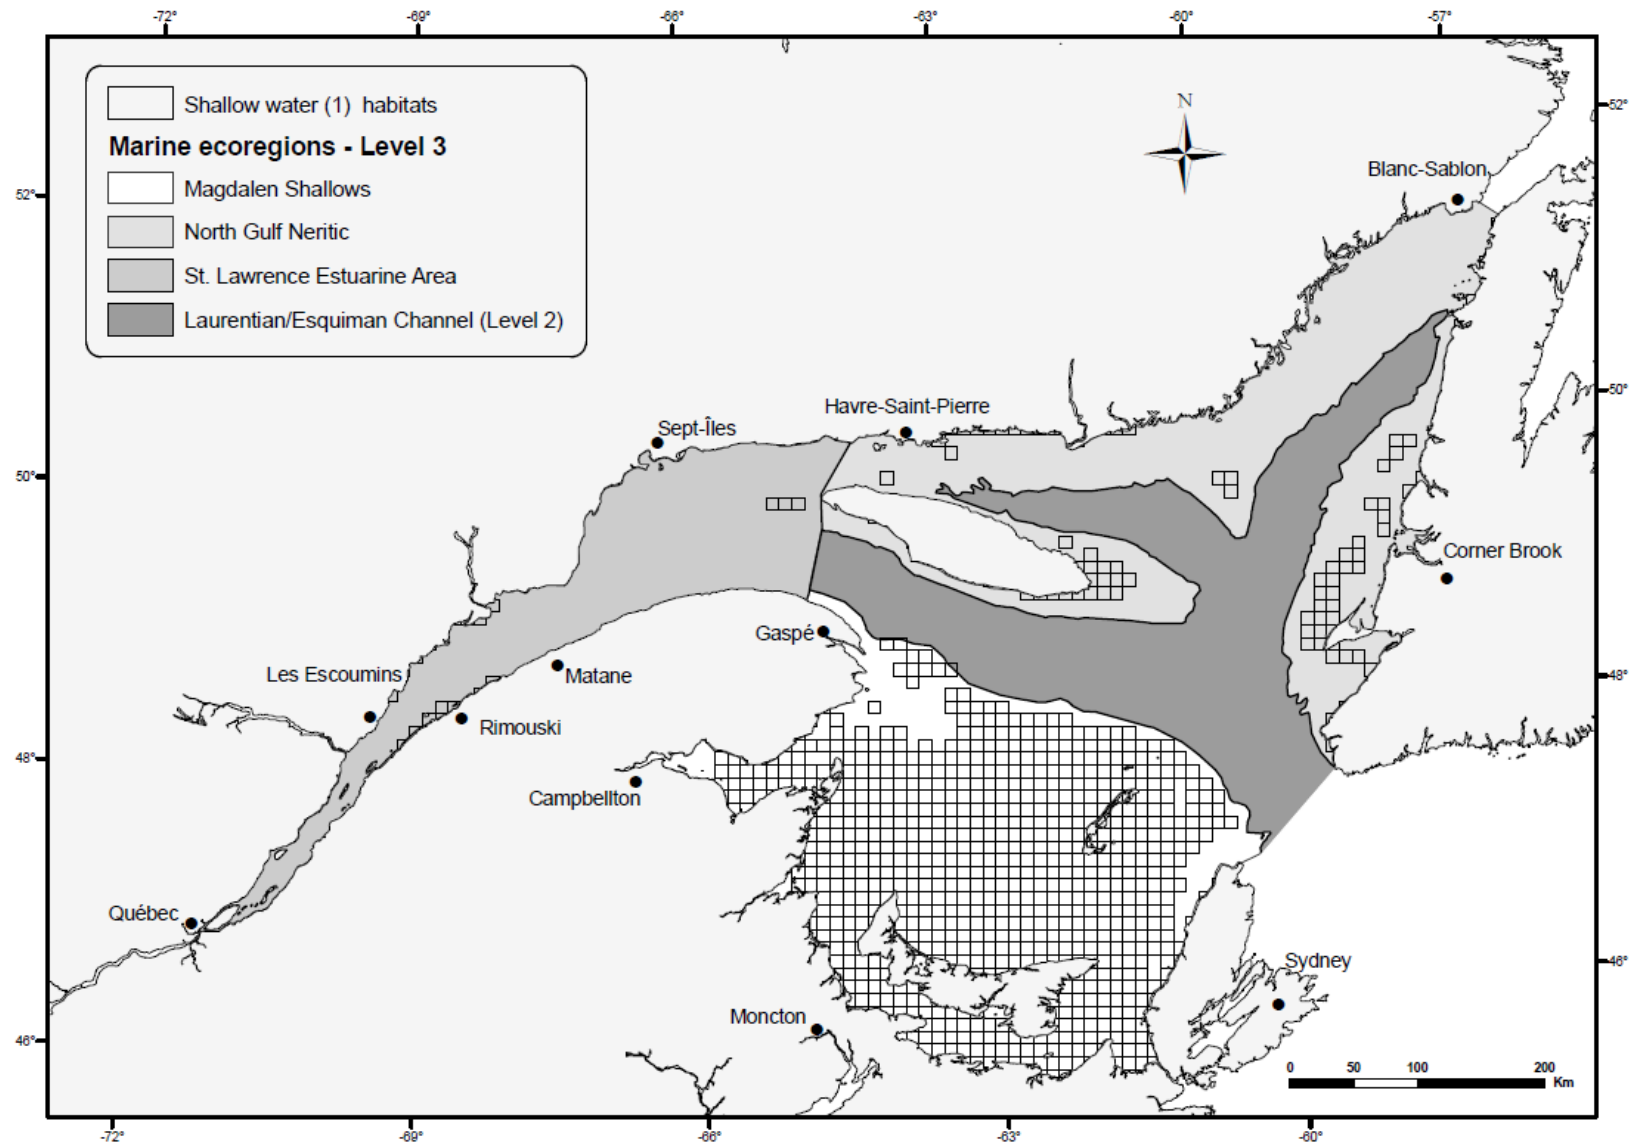 -72° -69° -66° -63° -60° -57°
Shallow water (1) habitats
Marine ecoregions - Level 3
Magdalen Shallows
North Gulf Neritic
St. Lawrence Estuarine Area
Laurentian/Esquiman Channel (Level 2)
N
52°
Blanc-Sablon
52°
50°
Havre-Saint-Pierre
Sept-Îles
50°
Corner Brook
Gaspé
Les Escoumins
Matane
48°
Rimouski
48°
Campbellton
Québec
Sydney
46°
Moncton
46°
0 50 100 200
Km
-72° -69° -66° -63° -60°